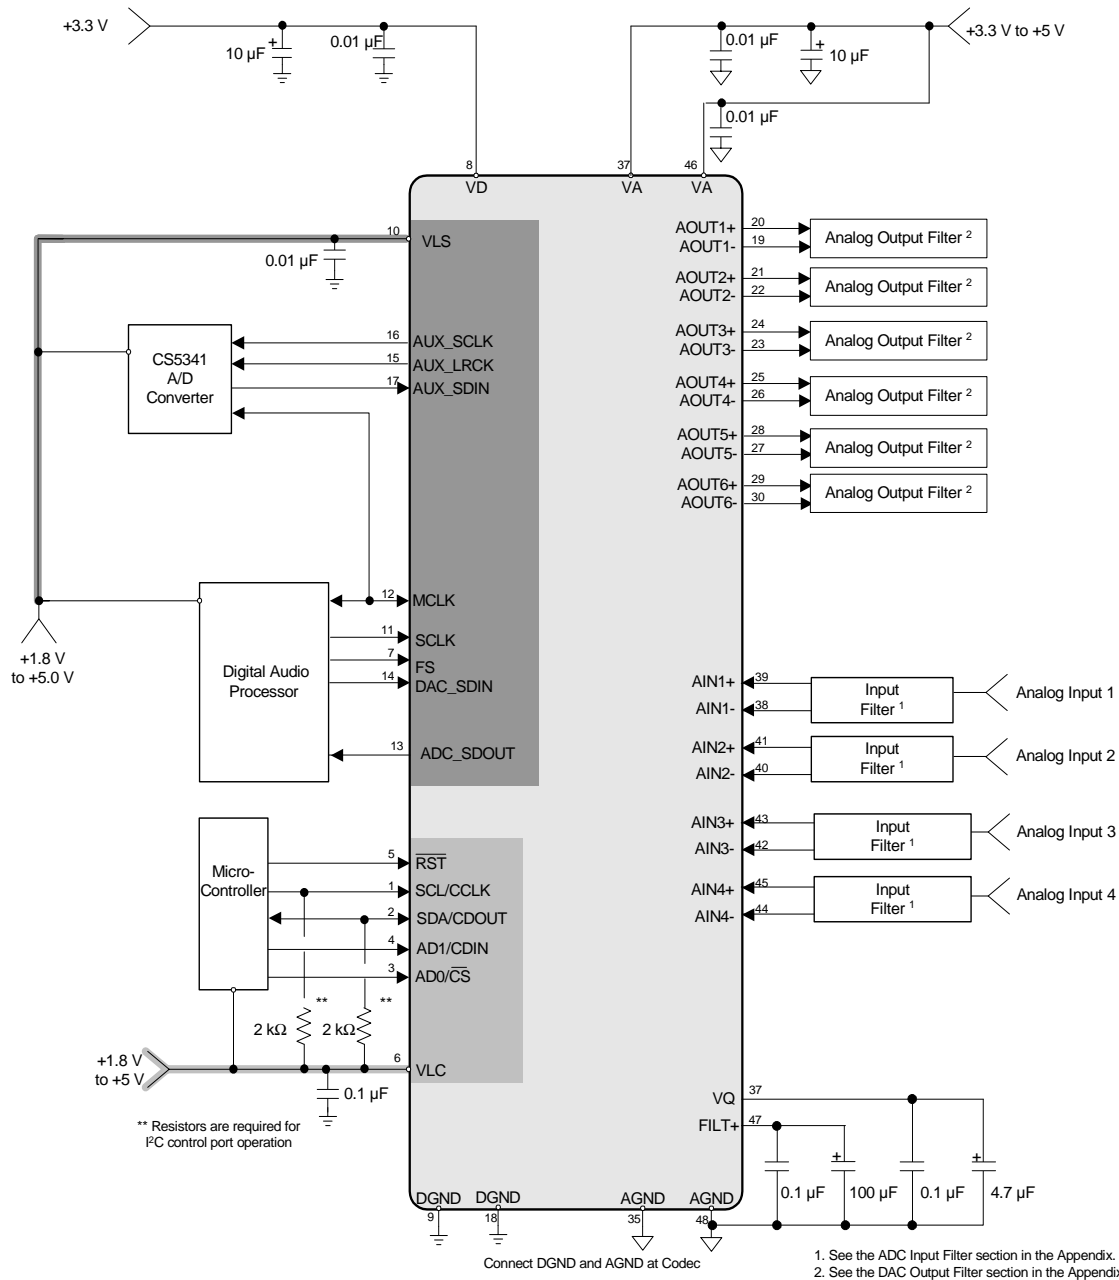 +3.3 V
10 µF
+
0.01 µF
0.01 µF
+
10 µF
+3.3 V to +5 V
0.01 µF
8
37
46
VD
VA
VA
10
VLS
0.01 µF
AOUT1+
20
AOUT1-
19
Analog Output Filter 2
AOUT2+
21
AOUT2-
22
Analog Output Filter 2
AOUT3+
24
AOUT3-
23
Analog Output Filter 2
AOUT4+
25
AOUT4-
26
Analog Output Filter 2
AOUT5+
28
AOUT5-
27
Analog Output Filter 2
AOUT6+
29
AOUT6-
30
Analog Output Filter 2
CS5341
A/D
Converter
16
AUX_SCLK
15
AUX_LRCK
17
AUX_SDIN
+1.8 V
to +5.0 V
Digital Audio
Processor
12
MCLK
11
SCLK
7
FS
14
DAC_SDIN
13
ADC_SDOUT
AIN1+
39
AIN1-
38
Input
Filter 1
Analog Input 1
AIN2+
41
AIN2-
40
Input
Filter 1
Analog Input 2
AIN3+
43
AIN3-
42
Input
Filter 1
Analog Input 3
AIN4+
45
AIN4-
44
Input
Filter 1
Analog Input 4
Micro-
Controller
5
RST
1
SCL/CCLK
2
SDA/CDOUT
4
AD1/CDIN
3
AD0/CS
**
**
2 kΩ
2 kΩ
+1.8 V
to +5 V
6
VLC
0.1 µF
** Resistors are required for
I2C control port operation
VQ
37
FILT+
47
0.1 µF
+
100 µF
0.1 µF
+
4.7 µF
DGND
DGND
AGND
AGND
9
18
35
48
Connect DGND and AGND at Codec
1. See the ADC Input Filter section in the Appendix.
2. See the DAC Output Filter section in the Appendix